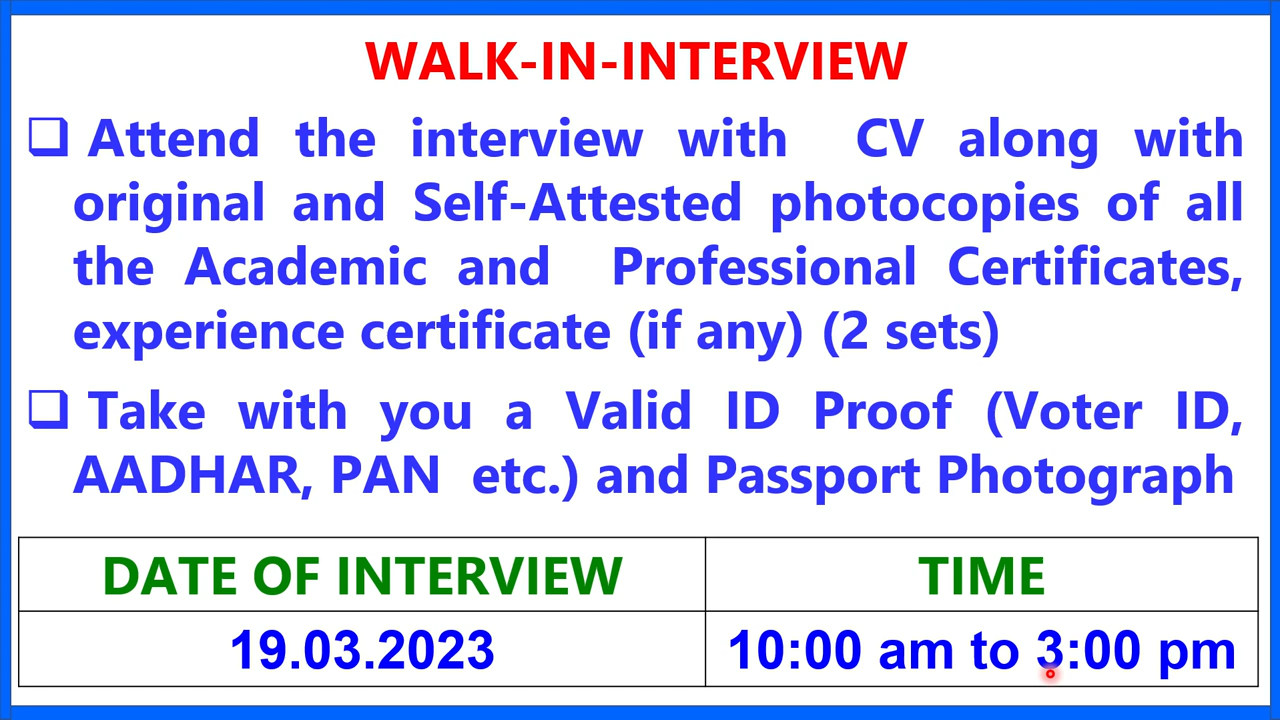 WALK-IN-INTERVIEW
❑ Attend the interview with CV along with
original and Self-Attested photocopies of all
the Academic and Professional Certificates,
experience certificate (if any) (2 sets)
❑ Take with you a Valid ID Proof (Voter ID,
AADHAR, PAN etc.) and Passport Photograph
DATE OF INTERVIEW TIME
19.03.2023 10:00 am to 3:00 pm